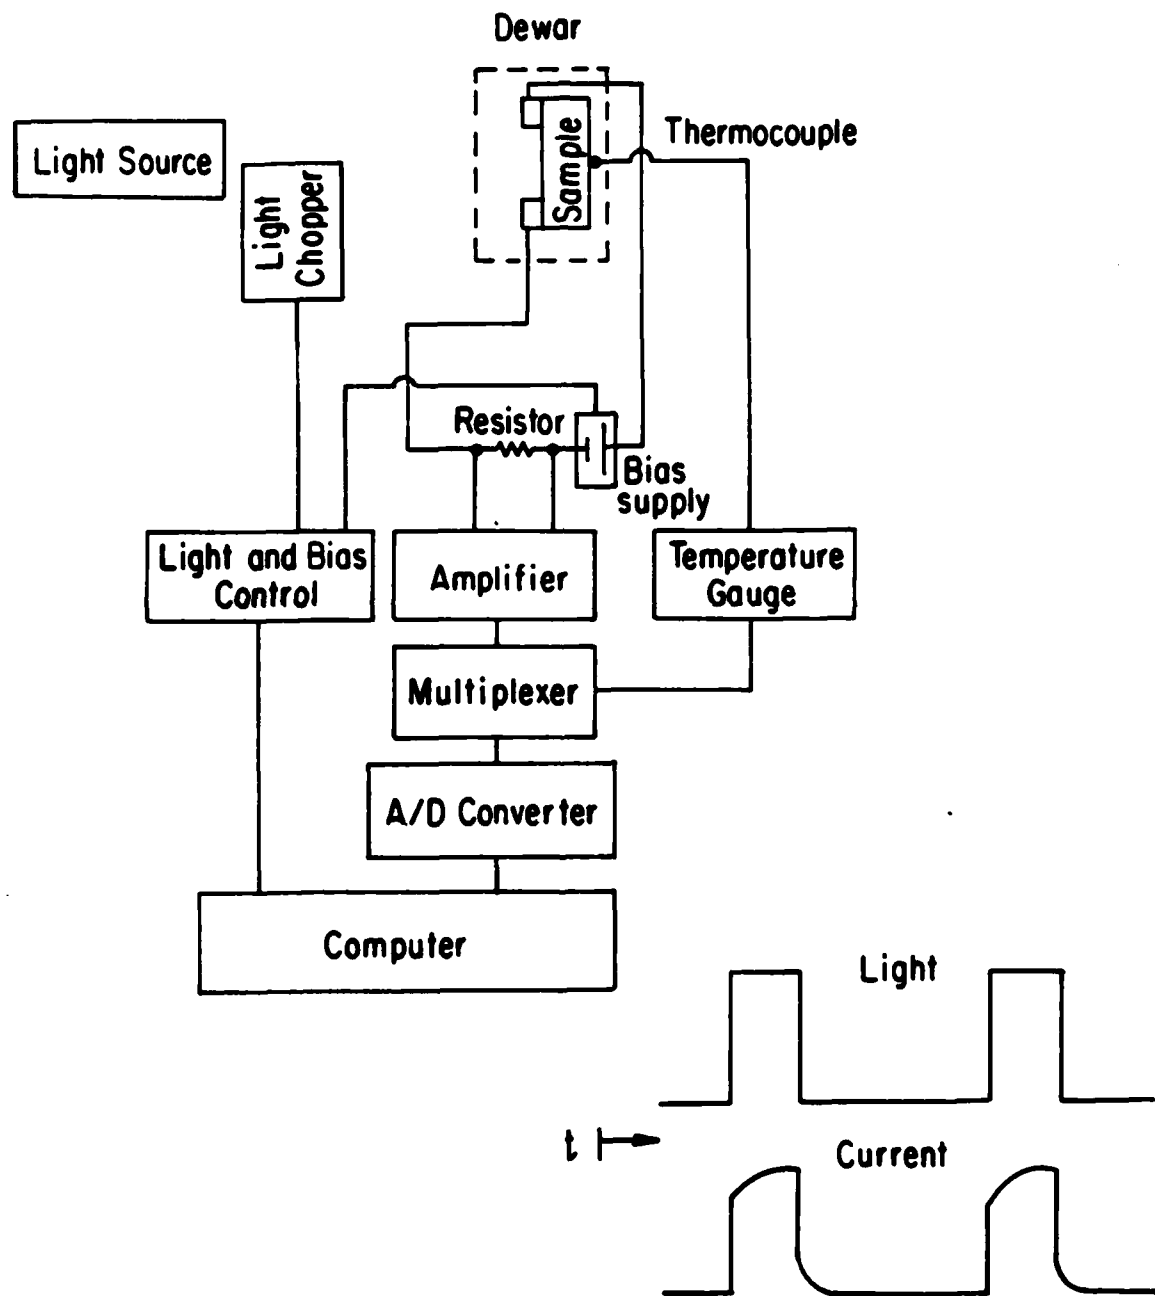 Dewar
Light Source
Light
Chopper
Sample
Thermocouple
Resistor
Bias
supply
Light and Bias
Control
Amplifier
Temperature
Gauge
Multiplexer
A/D Converter
Computer
Light
t
Current